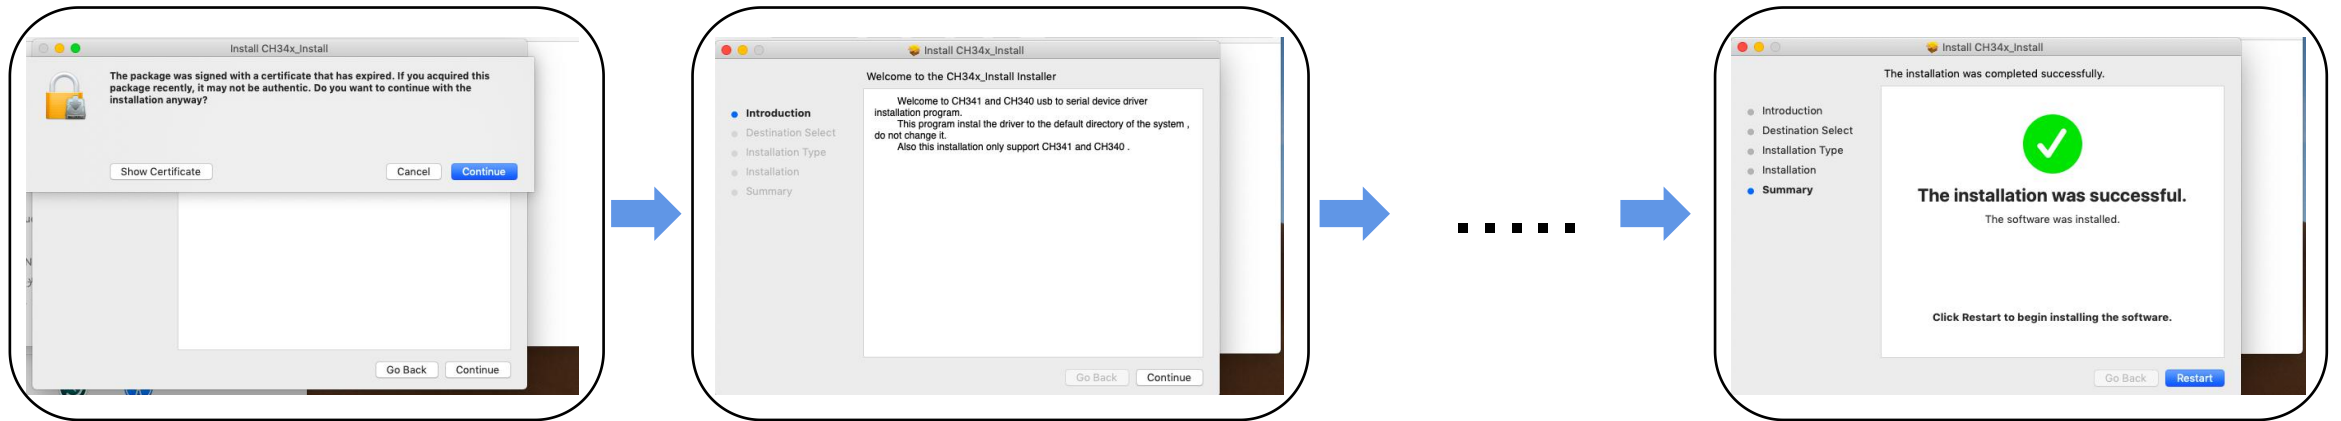 Install CH34x_Install
The package was signed with a certificate that has expired. If you acquired this
package recently, it may not be authentic. Do you want to continue with the
installation anyway?
Show Certificate
Cancel
Continue
Go Back
Continue
Install CH34x_Install
Welcome to the CH34x_Install Installer
Introduction
Destination Select
Installation Type
Installation
Summary
Welcome to CH341 and CH340 usb to serial device driver
installation program.
This program instal the driver to the default directory of the system ,
do not change it.
Also this installation only support CH341 and CH340 .
Go Back
Continue
.....
Install CH34x_Install
The installation was completed successfully.
Introduction
Destination Select
Installation Type
Installation
Summary
The installation was successful.
The software was installed.
Click Restart to begin installing the software.
Go Back
Restart